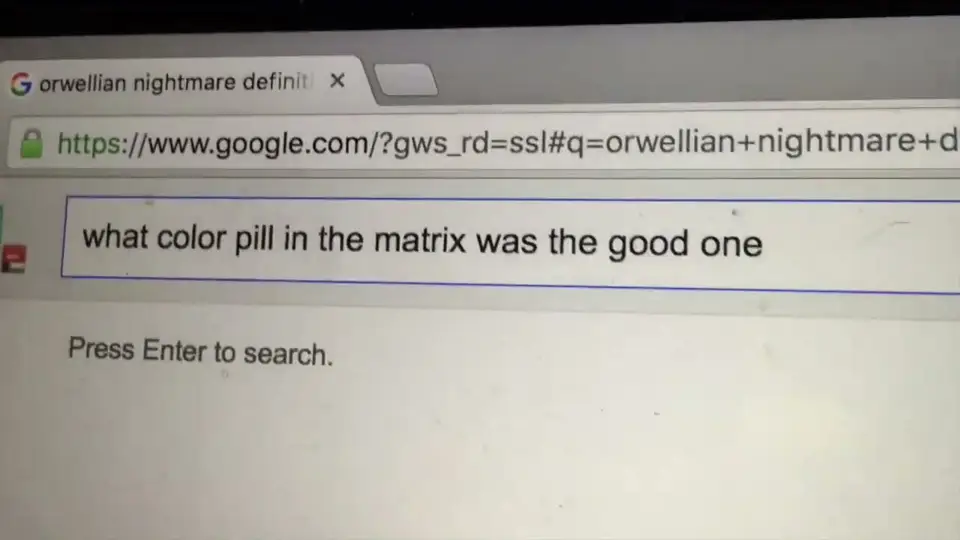 orwellian nightmare definit
https://www.google.com/?gws_rd=ssl#q=orwellian+nightmare+d
what color pill in the matrix was the good one
Press Enter to search.